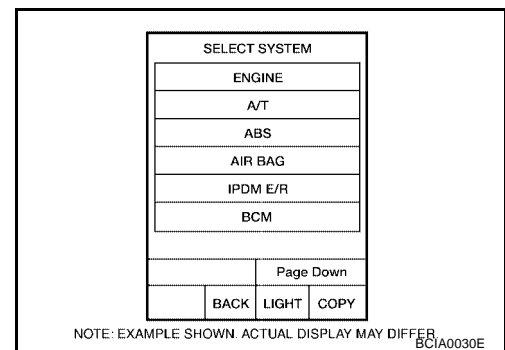 SELECT SYSTEM
ENGINE
A/T
ABS
AIR BAG
IPDM E/R
BCM
Page Down
BACK LIGHT COPY
NOTE: EXAMPLE SHOWN. ACTUAL DISPLAY MAY DIFFER.
BCIA0030E